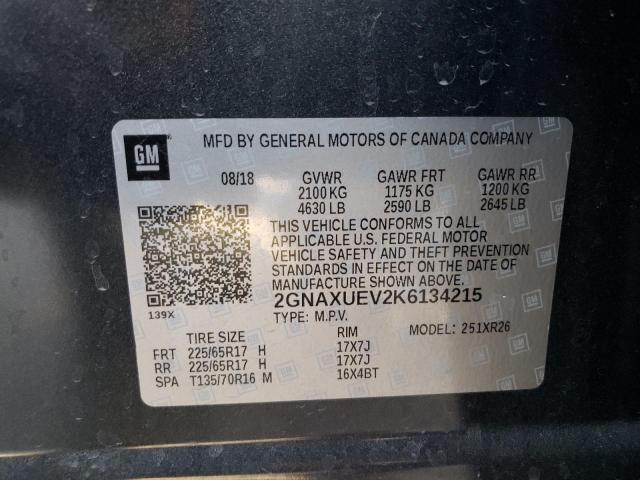 GM
MFD BY GENERAL MOTORS OF CANADA COMPANY
08/18 GVWR GAWR FRT GAWR RR
2100 KG 1175 KG 1200 KG
4630 LB 2590 LB 2645 LB
THIS VEHICLE CONFORMS TO ALL
APPLICABLE U.S. FEDERAL MOTOR
VEHICLE SAFETY AND THEFT PREVENTION
STANDARDS IN EFFECT ON THE DATE OF
MANUFACTURE SHOWN ABOVE.
139X
2GNAXUEV2K6134215
TYPE: M.P.V. MODEL: 251XR26
TIRE SIZE RIM
FRT 225/65R17 H 17X7J
RR 225/65R17 H 17X7J
SPA T135/70R16 M 16X4BT